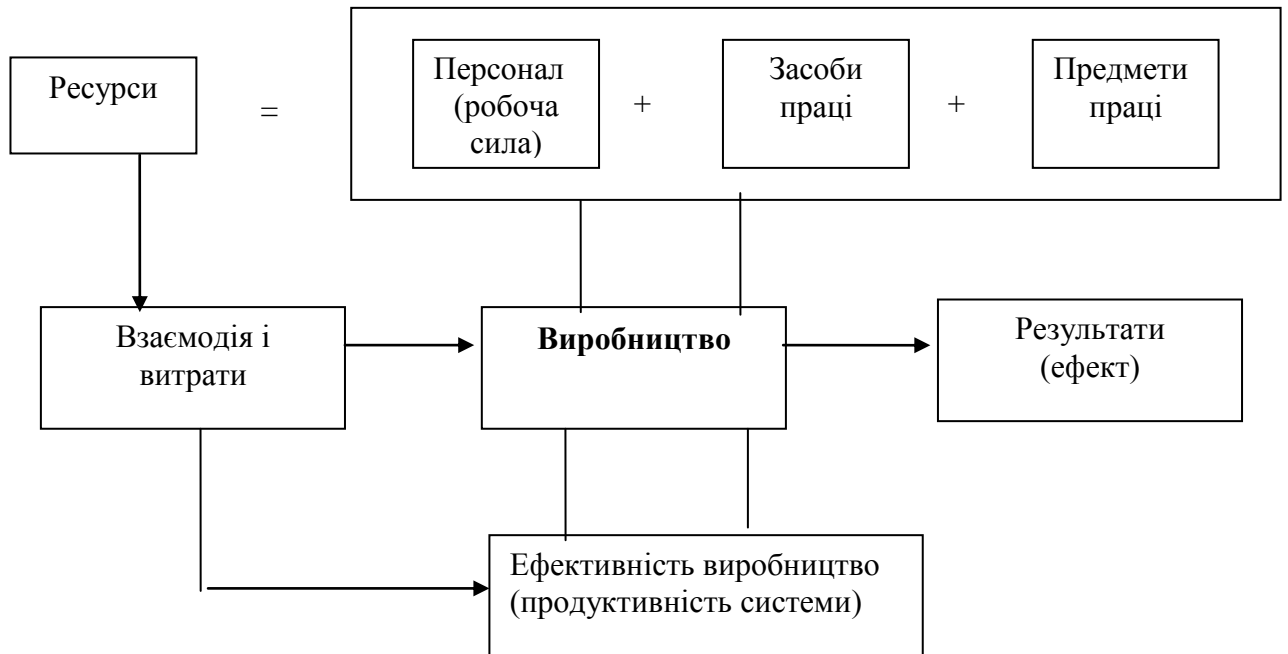 Ресурси
=
Персонал
(робоча
сила)
+
Засоби
праці
+
Предмети
праці
Взаємодія і
витрати
Виробництво
Результати
(ефект)
Ефективність виробництво
(продуктивність системи)